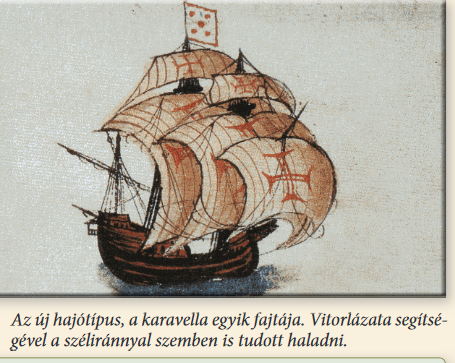 Az új hajótípus, a karavella egyik fajtája. Vitorlázata segítsé-
gével a széliránnyal szemben is tudott haladni.